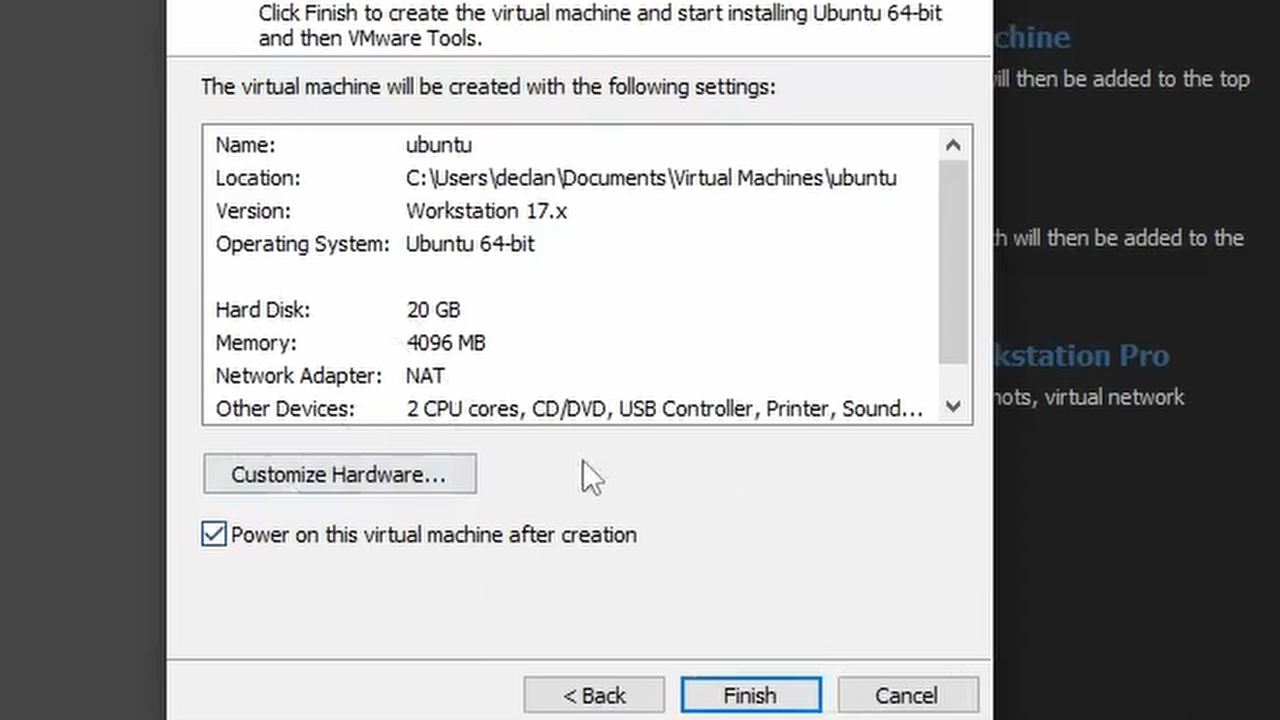 Click Finish to create the virtual machine and start installing Ubuntu 64-bit
and then VMware Tools.
The virtual machine will be created with the following settings:
Name: ubuntu
Location: C:\Users\declan\Documents\Virtual Machines\ubuntu
Version: Workstation 17.x
Operating System: Ubuntu 64-bit
Hard Disk: 20 GB
Memory: 4096 MB
Network Adapter: NAT
Other Devices: 2 CPU cores, CD/DVD, USB Controller, Printer, Sound...
Customize Hardware...
Power on this virtual machine after creation
< Back Finish Cancel
chine
will then be added to the top
h will then be added to the
kstation Pro
hots, virtual network